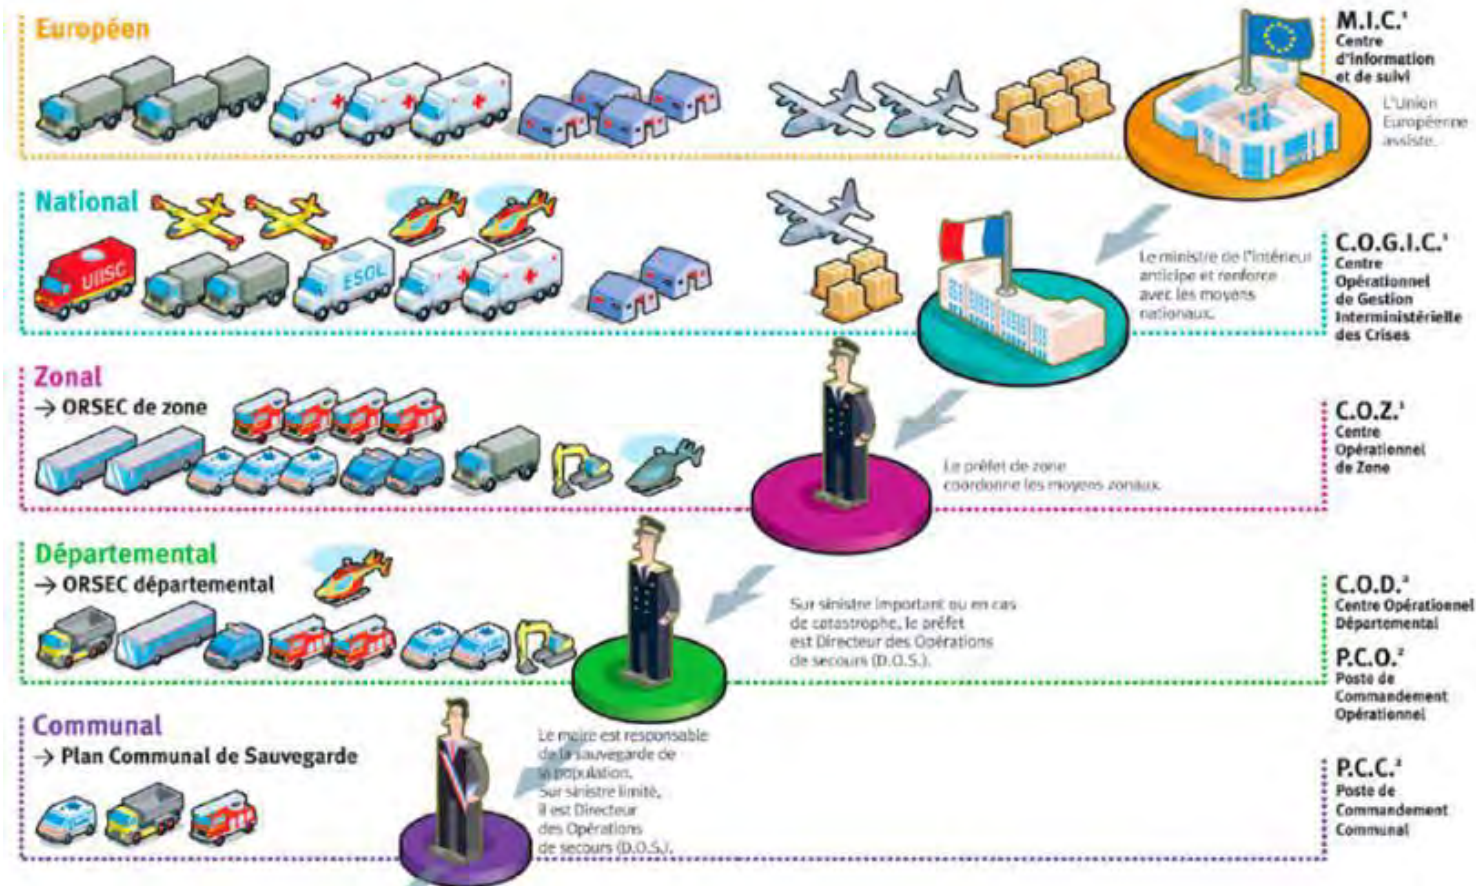 Européen
M.I.C.¹
Centre
d'information
et de suivi
L'Union
Européenne
assiste.
National
UIISC
ESOL
Le ministre de l'Intérieur
anticipe et renforce
avec les moyens
nationaux.
C.O.G.I.C.¹
Centre
Opérationnel
de Gestion
Interministérielle
des Crises
Zonal
→ ORSEC de zone
Le préfet de zone
coordonne les moyens zonaux.
C.O.Z.¹
Centre
Opérationnel
de Zone
Départemental
→ ORSEC départemental
Sur sinistre important ou en cas
de catastrophe, le préfet
est Directeur des Opérations
de secours (D.O.S.).
C.O.D.²
Centre Opérationnel
Départemental
P.C.O.²
Poste de
Commandement
Opérationnel
Communal
→ Plan Communal de Sauvegarde
Le maire est responsable
de la sauvegarde de
la population.
Sur sinistre limité,
il est Directeur
des Opérations
de secours (D.O.S.).
P.C.C.²
Poste de
Commandement
Communal